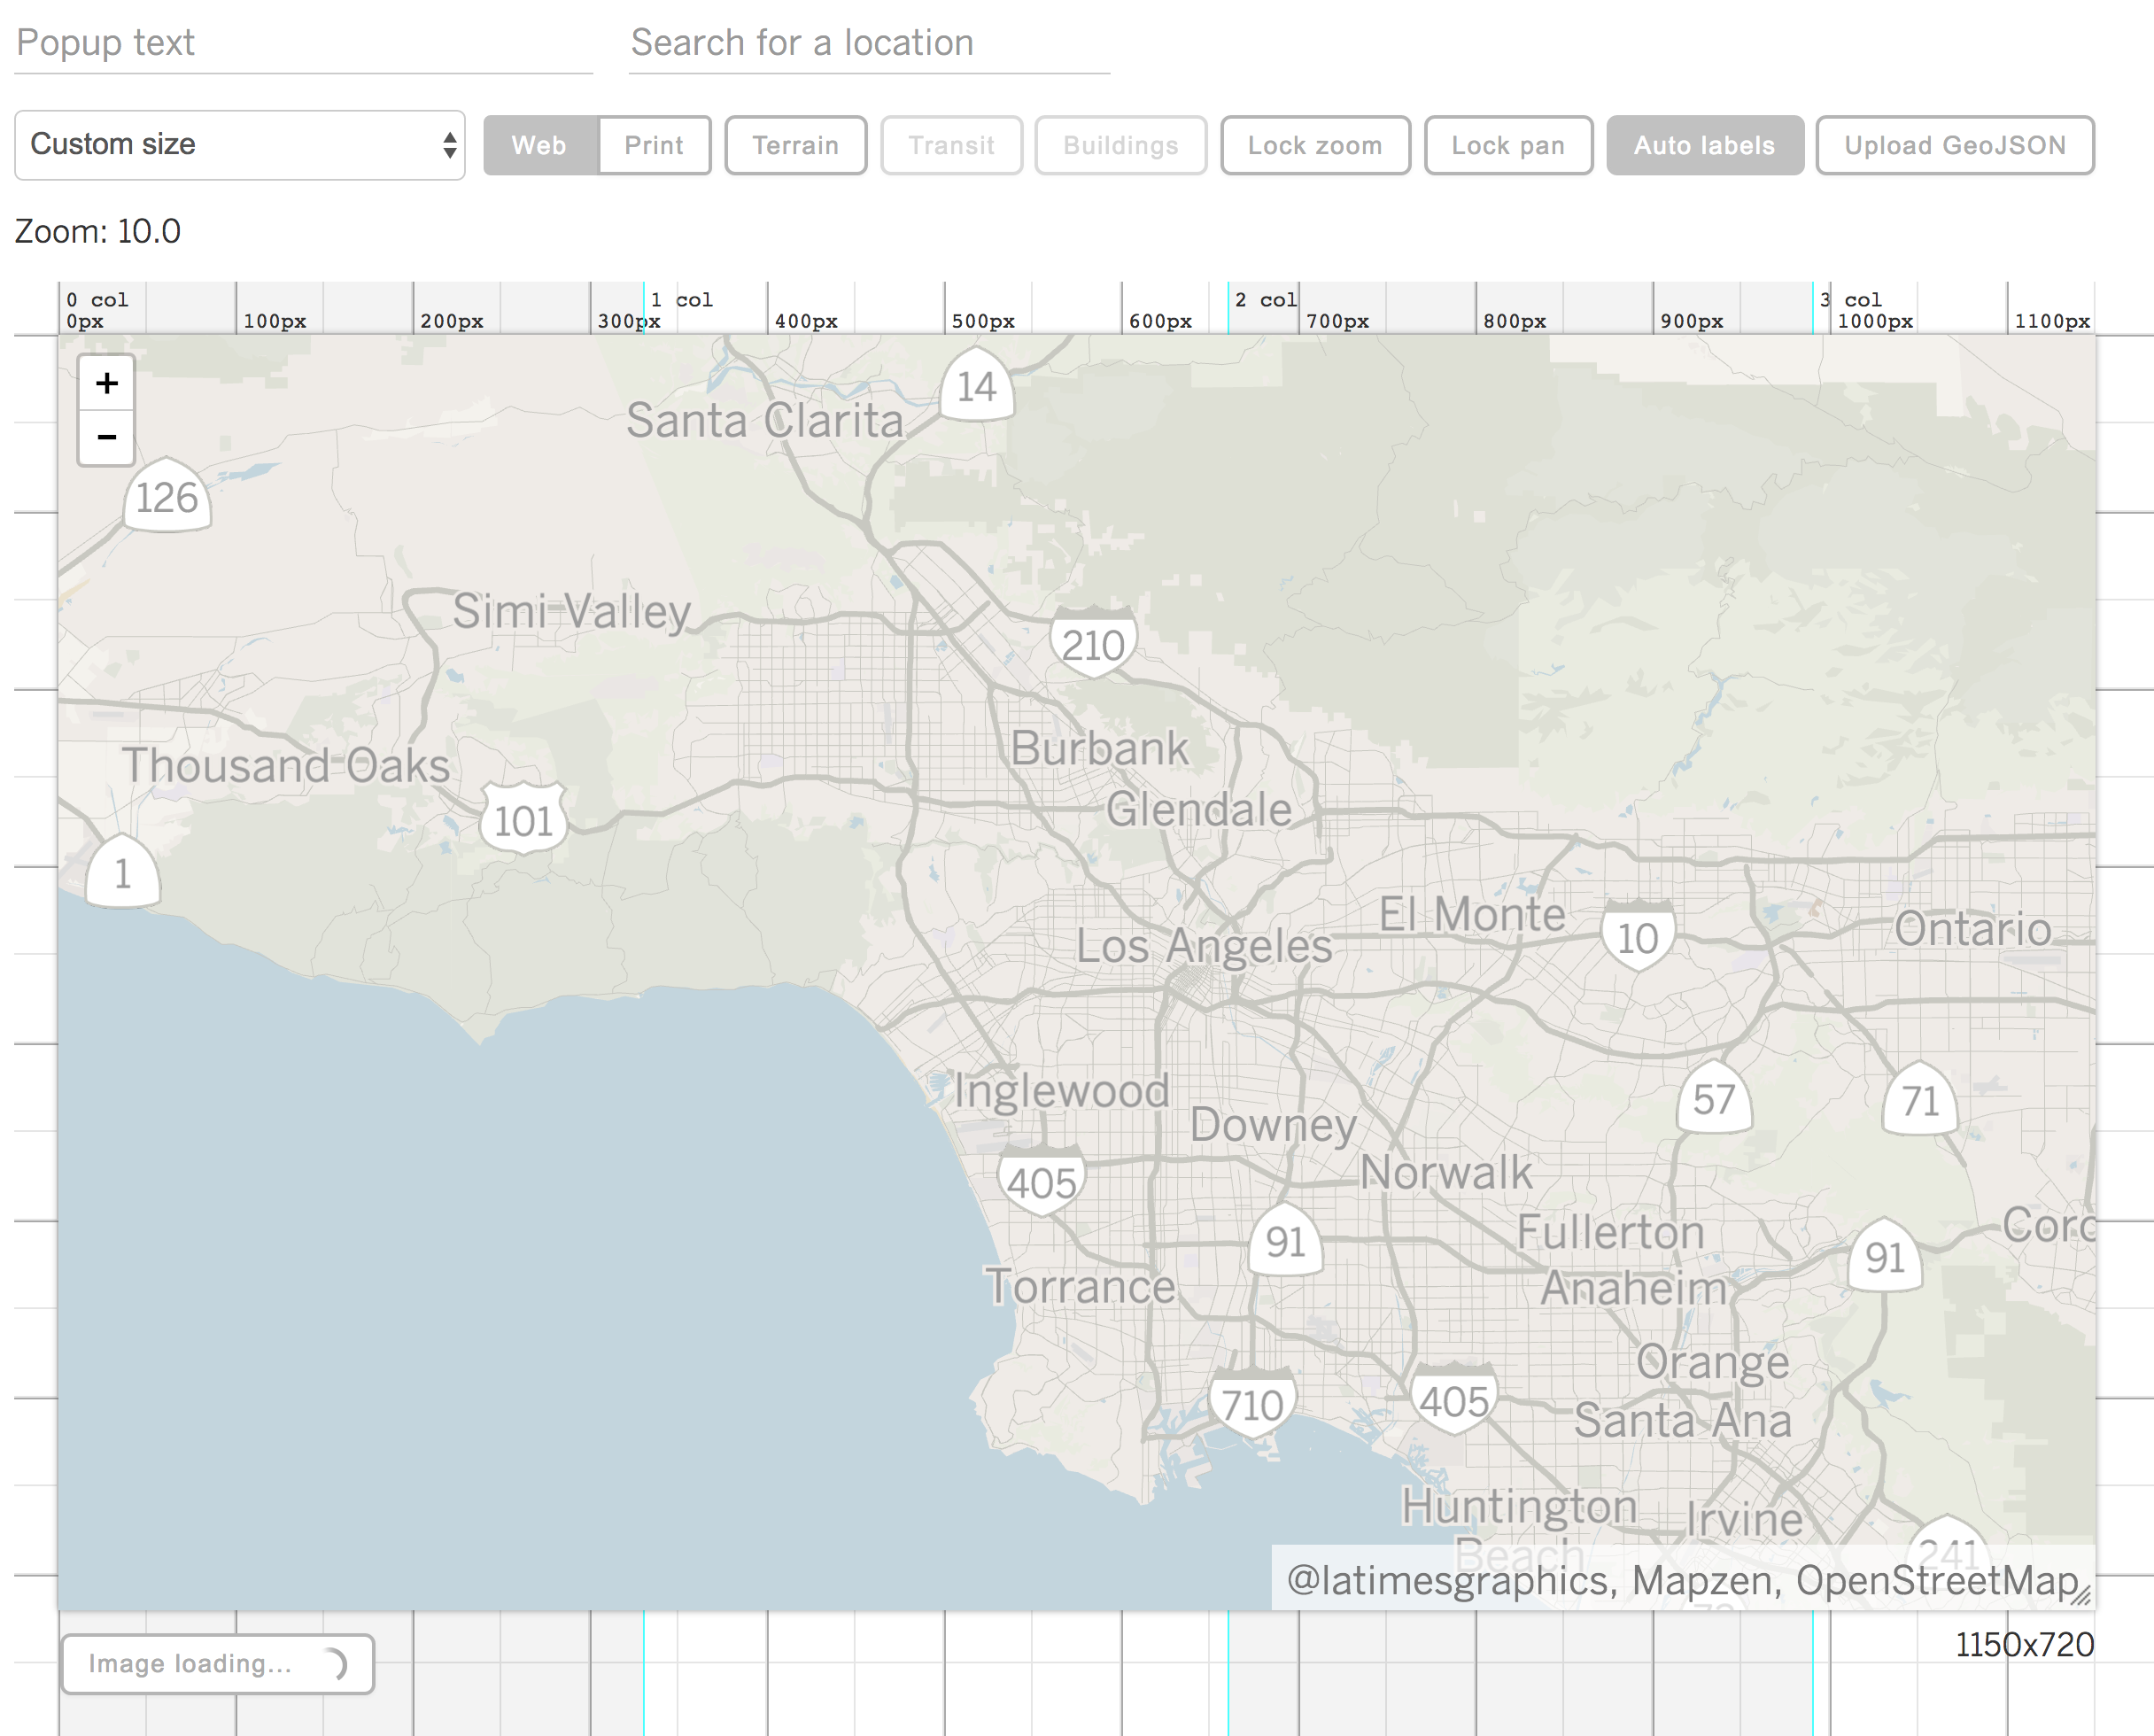 Popup text
Search for a location
Custom size
Web
Print
Terrain
Transit
Buildings
Lock zoom
Lock pan
Auto labels
Upload GeoJSON
Zoom: 10.0
0 col
1 col
2 col
3 col
0px
100px
200px
300px
400px
500px
600px
700px
800px
900px
1000px
1100px
+
−
14
Santa Clarita
126
Simi Valley
210
Burbank
Thousand Oaks
Glendale
101
1
El Monte
10
Ontario
Los Angeles
Inglewood
57
71
Downey
Norwalk
405
Fullerton
Coro
91
91
Torrance
Anaheim
Orange
710
405
Santa Ana
Huntington
Beach
Irvine
241
@latimesgraphics, Mapzen, OpenStreetMap
1150x720
Image loading...